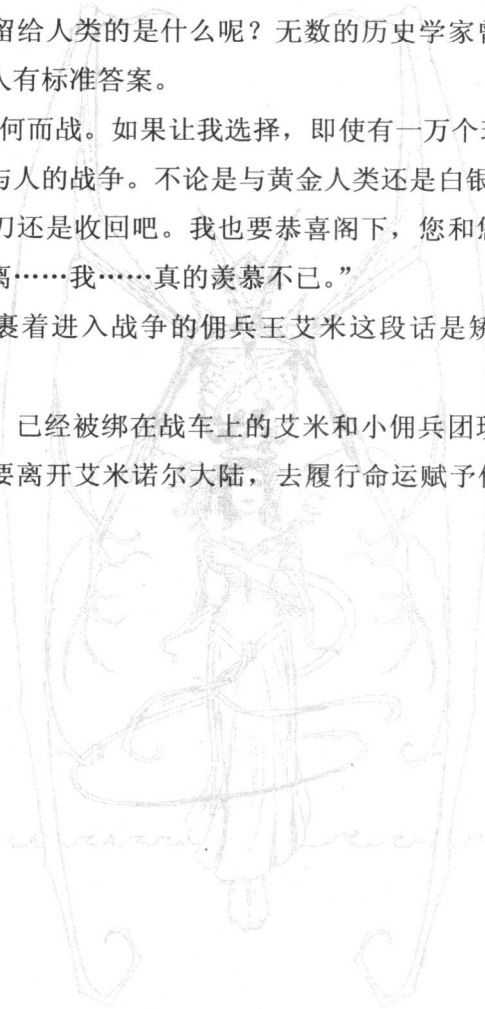 留给人类的是什么呢？无数的历史学家
人有标准答案。
何而战。如果让我选择，即使有一万个
与人的战争。不论是与黄金人类还是白银
刀还是收回吧。我也要恭喜阁下，您和
离……我……真的羡慕不已。”
裹着进入战争的佣兵王艾米这段话是
已经被绑在战车上的艾米和小佣兵团
要离开艾米诺尔大陆，去履行命运赋予